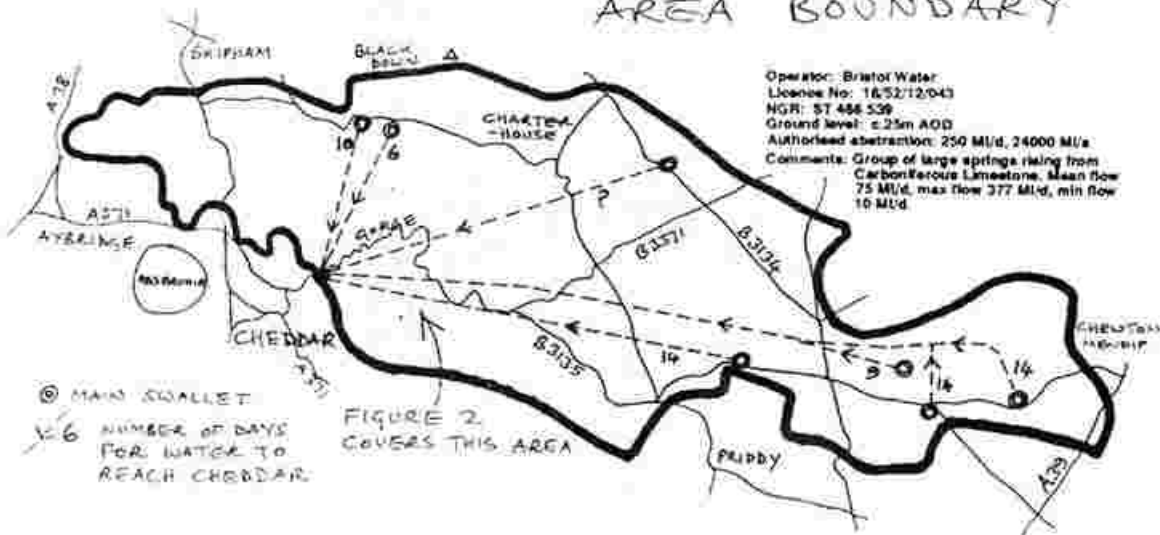 AREA BOUNDARY
SHIPHAM
BLACK
DOWN
A38
Operator: Bristol Water
Licence No: 16/52/12/043
NGR: ST 466 539
Ground level: c.25m AOD
Authorised abstraction: 250 Ml/d, 24000 Ml/a
Comments: Group of large springs rising from
Carboniferous Limestone. Mean flow
75 Ml/d, max flow 377 Ml/d, min flow
10 Ml/d
CHARTER
-HOUSE
10
6
?
GORGE
A371
AXBRIDGE
B3371
B3134
RESERVOIR
CHEDDAR
A371
B3135
14
9
14
14
CHEWTON
MENDIP
MAIN SWALLET
6 NUMBER OF DAYS
FOR WATER TO
REACH CHEDDAR
FIGURE 2
COVERS THIS AREA
PRIDDY
A39